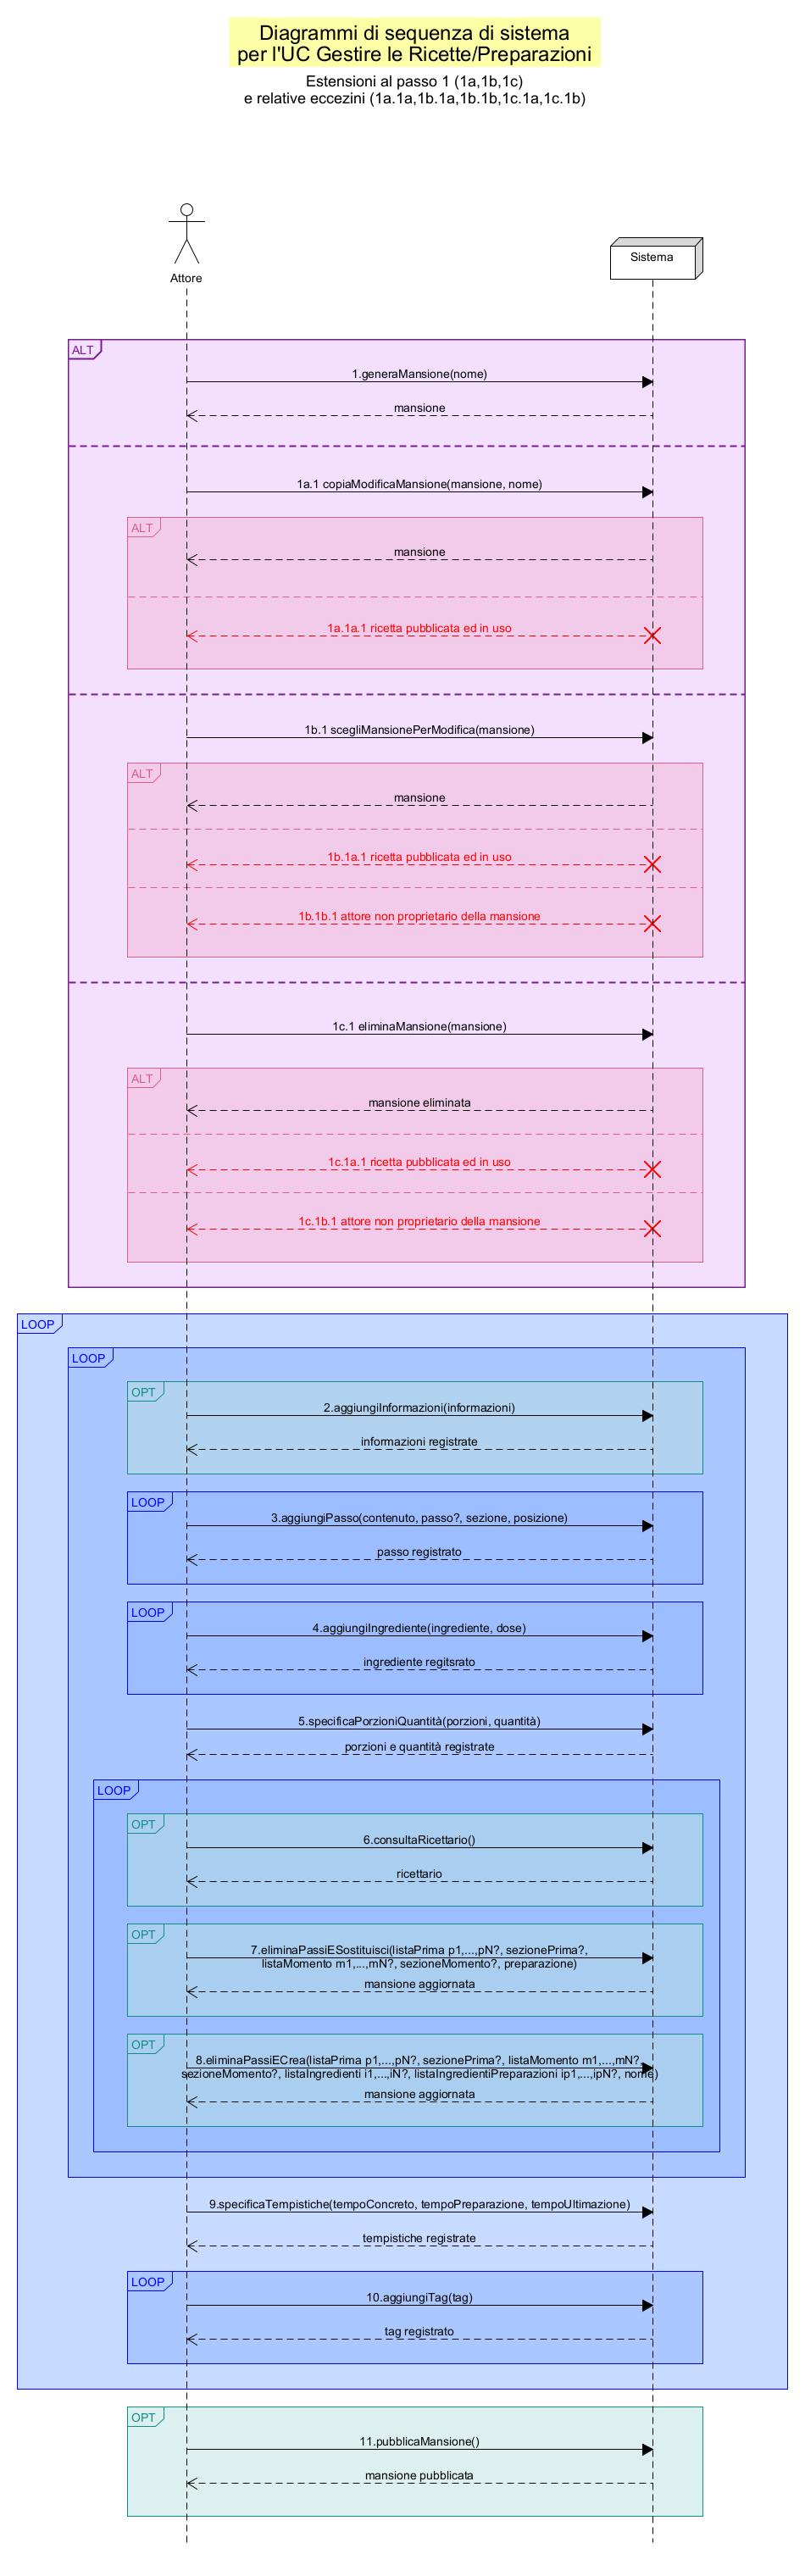 Diagrammi di sequenza di sistema
per l'UC Gestire le Ricette/Preparazioni
Estensioni al passo 1 (1a,1b,1c)
e relative eccezini (1a.1a,1b.1a,1b.1b,1c.1a,1c.1b)
Attore
Sistema
ALT
1.generaMansione(nome)
mansione
1a.1 copiaModificaMansione(mansione, nome)
ALT
mansione
1a.1a.1 ricetta pubblicata ed in uso
1b.1 scegliMansionePerModifica(mansione)
ALT
mansione
1b.1a.1 ricetta pubblicata ed in uso
1b.1b.1 attore non proprietario della mansione
1c.1 eliminaMansione(mansione)
ALT
mansione eliminata
1c.1a.1 ricetta pubblicata ed in uso
1c.1b.1 attore non proprietario della mansione
LOOP
LOOP
OPT
2.aggiungiInformazioni(informazioni)
informazioni registrate
LOOP
3.aggiungiPasso(contenuto, passo?, sezione, posizione)
passo registrato
LOOP
4.aggiungiIngrediente(ingrediente, dose)
ingrediente regitsrato
5.specificaPorzioniQuantità(porzioni, quantità)
porzioni e quantità registrate
LOOP
OPT
6.consultaRicettario()
ricettario
OPT
7.eliminaPassiESostituisci(listaPrima p1,...,pN?, sezionePrima?,
listaMomento m1,...,mN?, sezioneMomento?, preparazione)
mansione aggiornata
OPT
8.eliminaPassiECrea(listaPrima p1,...,pN?, sezionePrima?, listaMomento m1,...,mN?,
sezioneMomento?, listaIngredienti i1,...,iN?, listaIngredientiPreparazioni ip1,...,ipN?, nome)
mansione aggiornata
9.specificaTempistiche(tempoConcreto, tempoPreparazione, tempoUltimazione)
tempistiche registrate
LOOP
10.aggiungiTag(tag)
tag registrato
OPT
11.pubblicaMansione()
mansione pubblicata